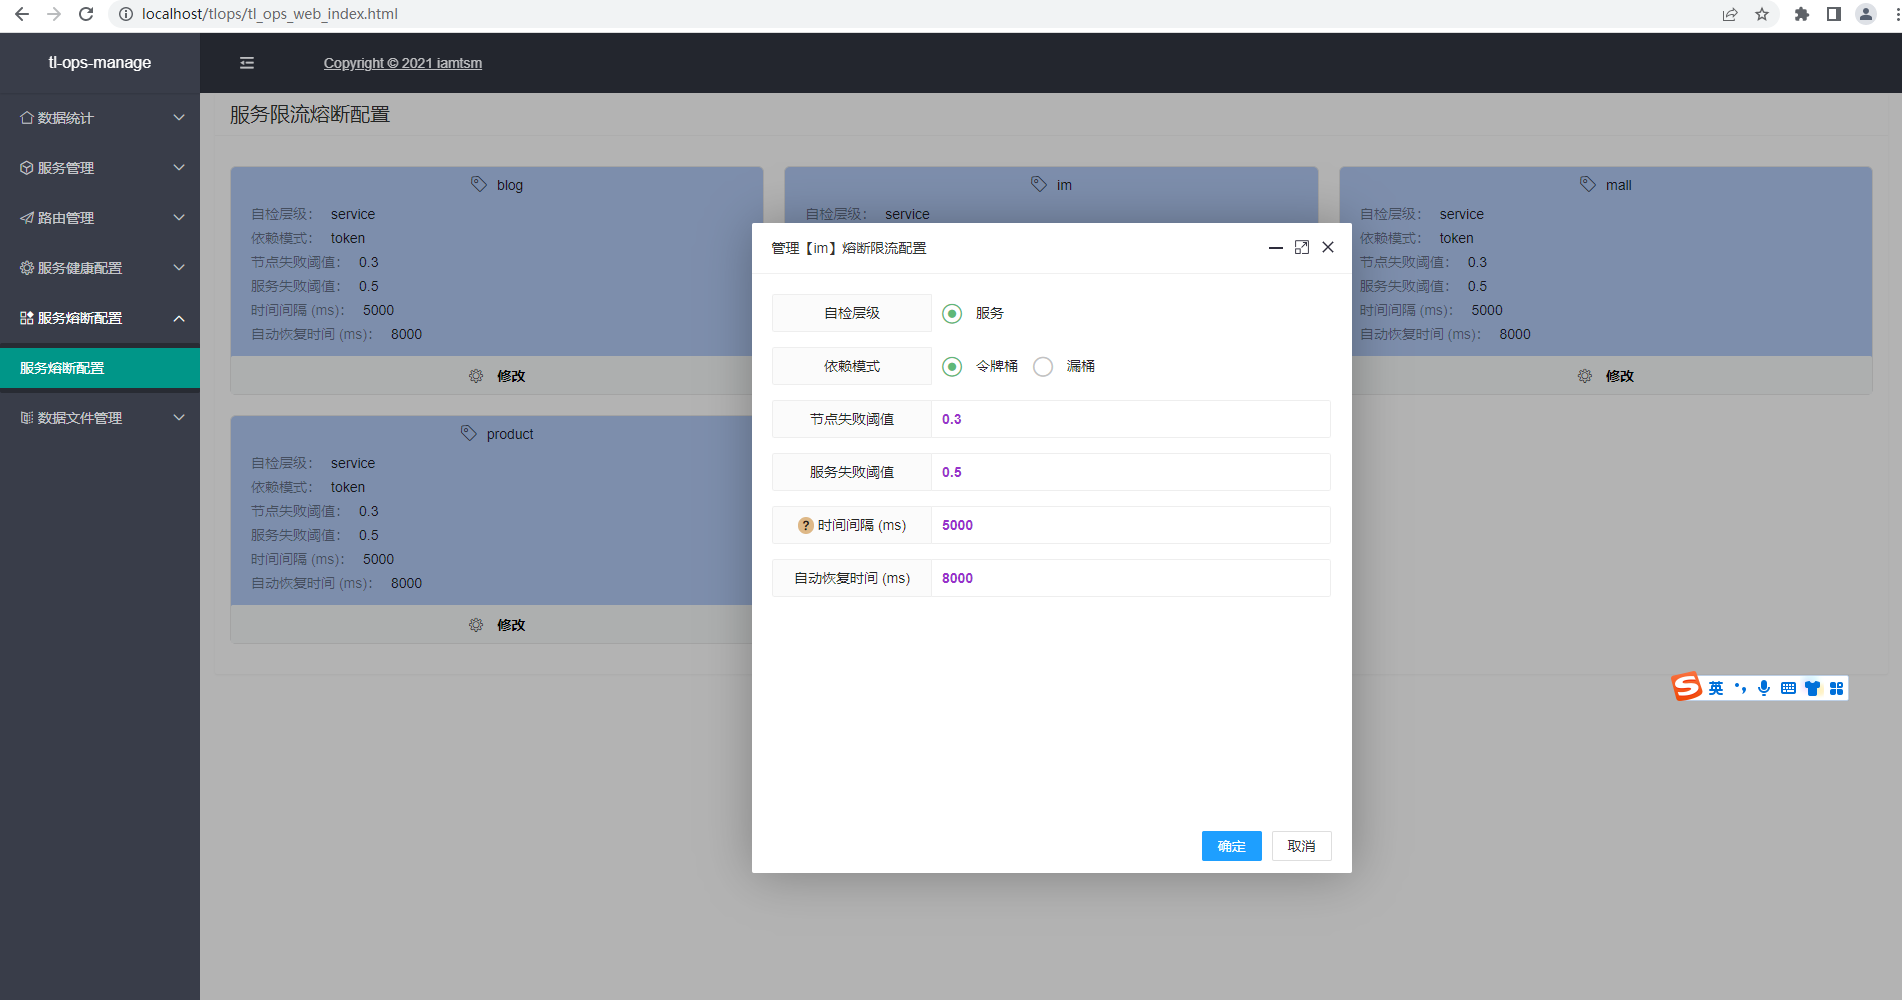 localhost/tlops/tl_ops_web_index.html
tl-ops-manage
Copyright © 2021 iamtsm
数据统计
服务管理
路由管理
服务健康配置
服务熔断配置
服务熔断配置
数据文件管理
服务限流熔断配置
blog
自检层级： service
依赖模式： token
节点失败阈值： 0.3
服务失败阈值： 0.5
时间间隔 (ms)： 5000
自动恢复时间 (ms)： 8000
修改
im
自检层级： service
mall
自检层级： service
依赖模式： token
节点失败阈值： 0.3
服务失败阈值： 0.5
时间间隔 (ms)： 5000
自动恢复时间 (ms)： 8000
修改
product
自检层级： service
依赖模式： token
节点失败阈值： 0.3
服务失败阈值： 0.5
时间间隔 (ms)： 5000
自动恢复时间 (ms)： 8000
修改
管理【im】熔断限流配置
自检层级 服务
依赖模式 令牌桶 漏桶
节点失败阈值 0.3
服务失败阈值 0.5
? 时间间隔 (ms) 5000
自动恢复时间 (ms) 8000
确定 取消
S 英